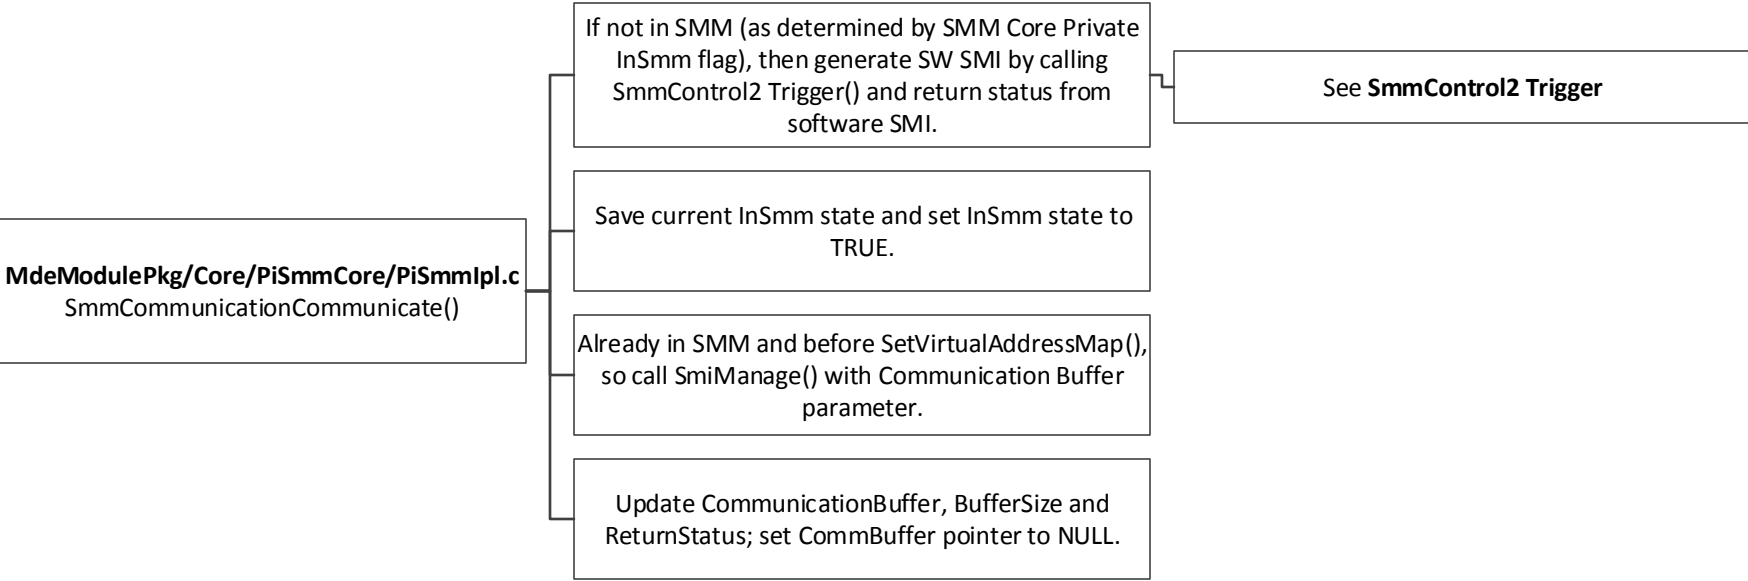 If not in SMM (as determined by SMM Core Private
InSmm flag), then generate SW SMI by calling
SmmControl2 Trigger() and return status from
software SMI.
See SmmControl2 Trigger
Save current InSmm state and set InSmm state to
TRUE.
MdeModulePkg/Core/PiSmmCore/PiSmmIpl.c
SmmCommunicationCommunicate()
Already in SMM and before SetVirtualAddressMap(),
so call SmiManage() with Communication Buffer
parameter.
Update CommunicationBuffer, BufferSize and
ReturnStatus; set CommBuffer pointer to NULL.